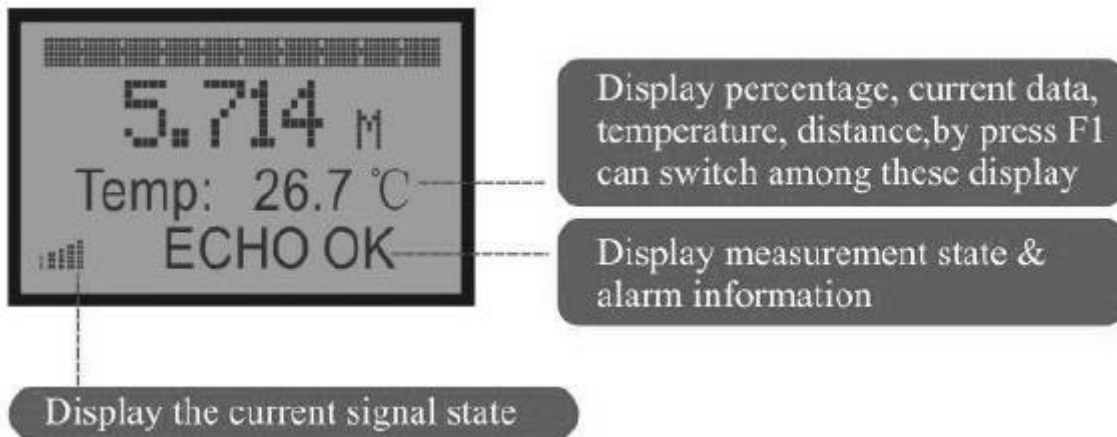 5.714 M
Temp: 26.7 ℃
ECHO OK
Display percentage, current data,
temperature, distance,by press F1
can switch among these display
Display measurement state &
alarm information
Display the current signal state